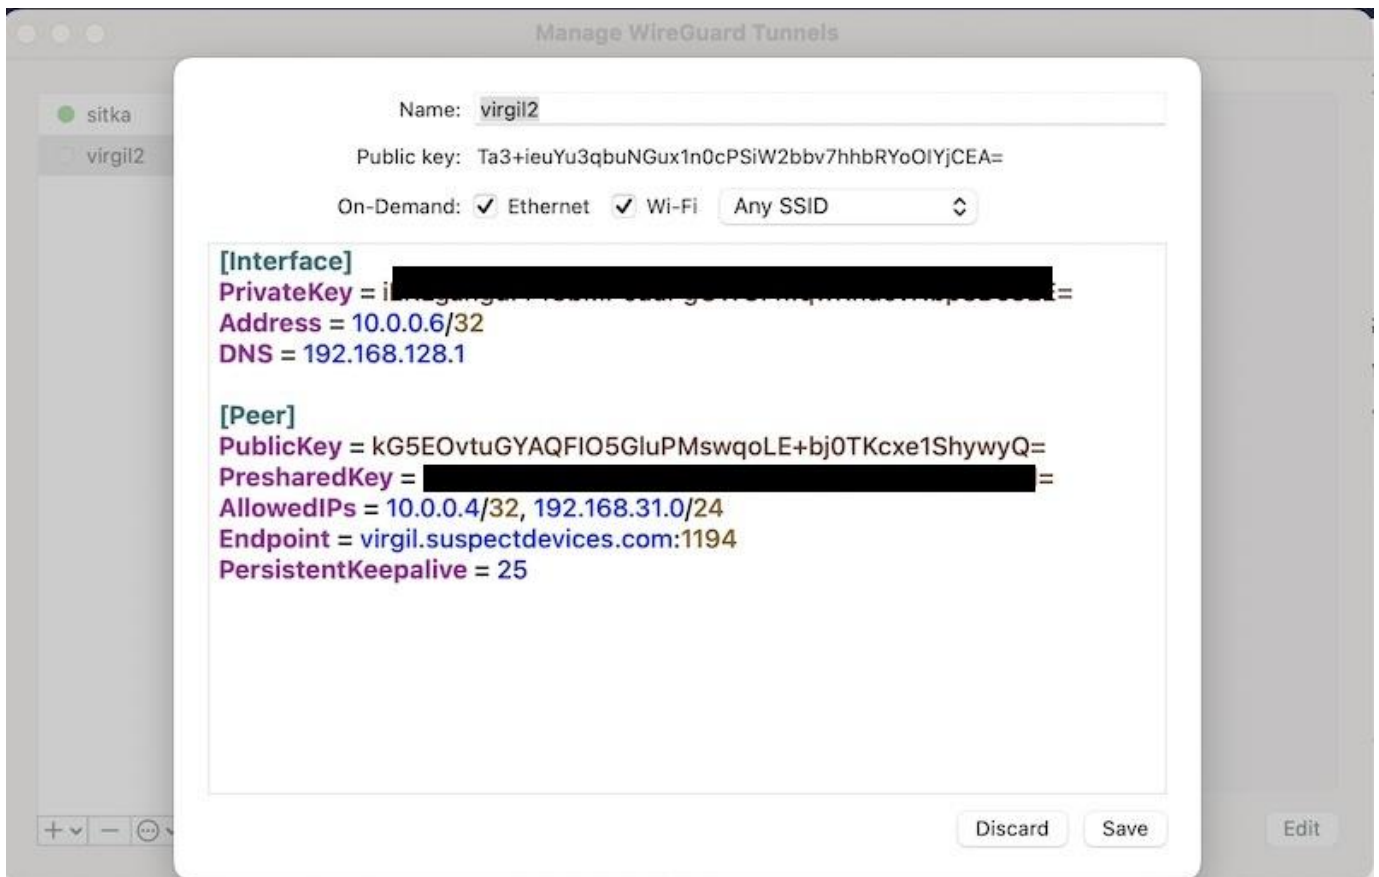 Manage WireGuard Tunnels
sitka
virgil2
Name: virgil2
Public key: Ta3+ieuYu3qbuNGux1n0cPSiW2bbv7hhbRYoOIYjCEA=
On-Demand: Ethernet Wi-Fi Any SSID
[Interface]
PrivateKey =
Address = 10.0.0.6/32
DNS = 192.168.128.1
[Peer]
PublicKey = kG5EOvtuGYAQFIO5GluPMswqoLE+bj0TKcxe1ShywyQ=
PresharedKey =
AllowedIPs = 10.0.0.4/32, 192.168.31.0/24
Endpoint = virgil.suspectdevices.com:1194
PersistentKeepalive = 25
Discard Save
Edit